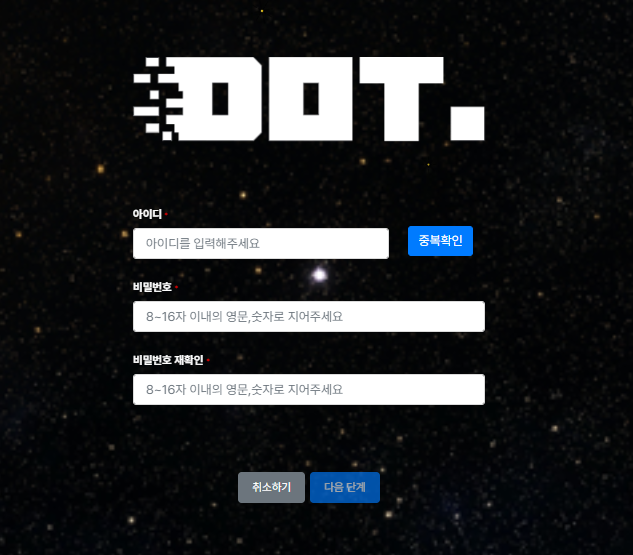 DOT.
아이디 *
아이디를 입력해주세요 중복확인
비밀번호 *
8~16자 이내의 영문,숫자로 지어주세요
비밀번호 재확인 *
8~16자 이내의 영문,숫자로 지어주세요
취소하기 다음 단계